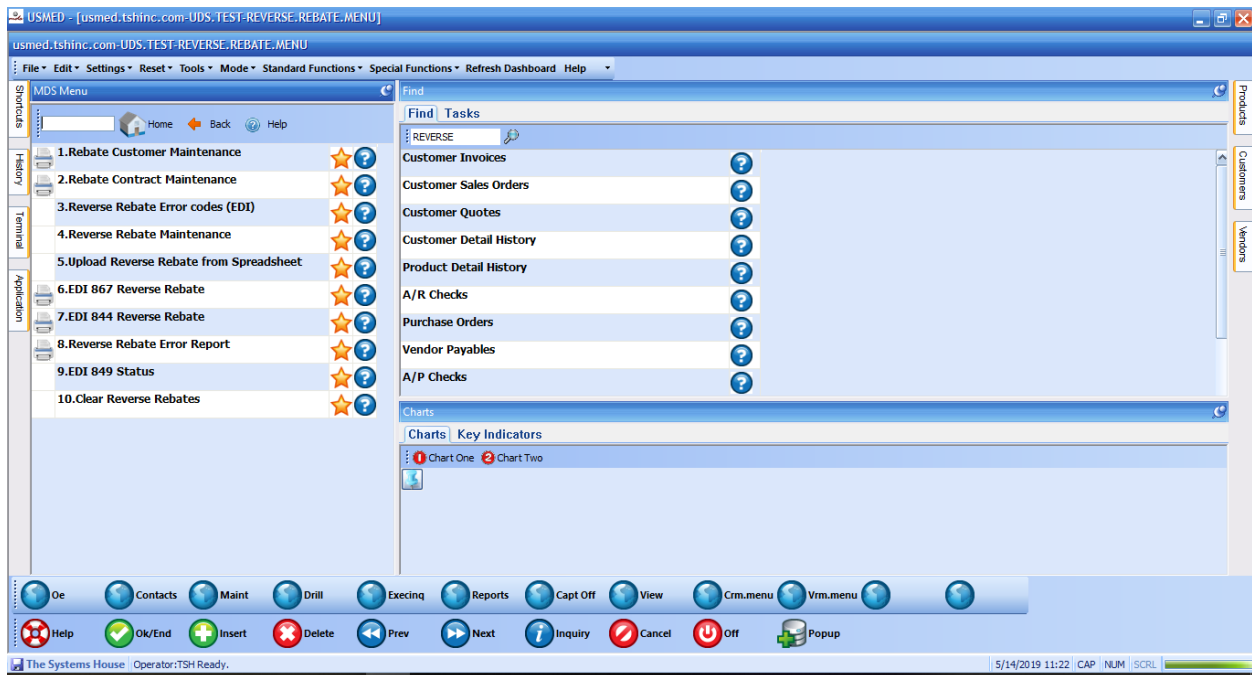 USMED - [usmed.tshinc.com-UDS.TEST-REVERSE.REBATE.MENU]
usmed.tshinc.com-UDS.TEST-REVERSE.REBATE.MENU
File Edit Settings Reset Tools Mode Standard Functions Special Functions Refresh Dashboard Help
Shortcuts
History
Terminal
Application
MDS Menu
Home Back Help
1.Rebate Customer Maintenance
2.Rebate Contract Maintenance
3.Reverse Rebate Error codes (EDI)
4.Reverse Rebate Maintenance
5.Upload Reverse Rebate from Spreadsheet
6.EDI 867 Reverse Rebate
7.EDI 844 Reverse Rebate
8.Reverse Rebate Error Report
9.EDI 849 Status
10.Clear Reverse Rebates
Find
Find Tasks
REVERSE
Customer Invoices
Customer Sales Orders
Customer Quotes
Customer Detail History
Product Detail History
A/R Checks
Purchase Orders
Vendor Payables
A/P Checks
Charts
Charts Key Indicators
1 Chart One 2 Chart Two
Products
Customers
Vendors
Oe Contacts Maint Drill Execinq Reports Capt Off View Crm.menu Vrm.menu
Help Ok/End Insert Delete Prev Next Inquiry Cancel Off Popup
The Systems House Operator:TSH Ready. 5/14/2019 11:22 CAP NUM SCRL